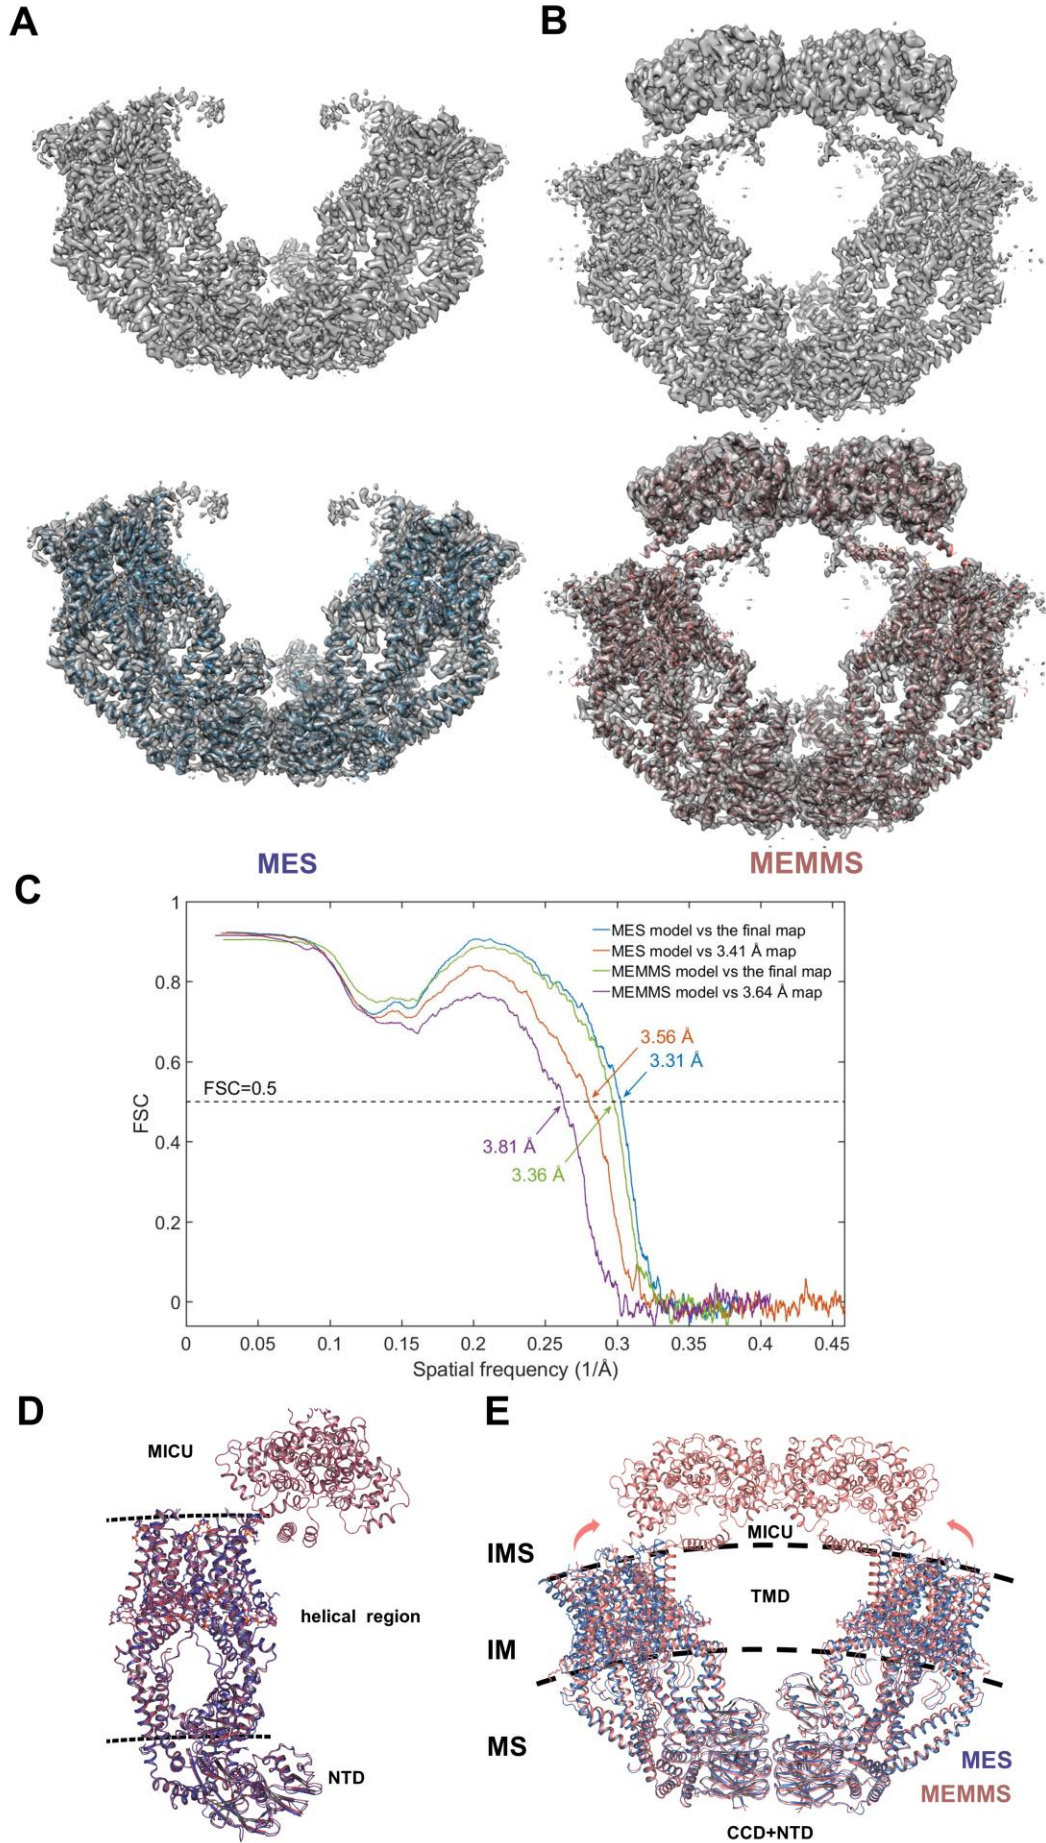 A
B
MES
MEMMS
C
1
0.8
0.6
0.4
0.2
0
FSC
MES model vs the final map
MES model vs 3.41 Å map
MEMMS model vs the final map
MEMMS model vs 3.64 Å map
3.56 Å
3.31 Å
FSC=0.5
3.81 Å
3.36 Å
0 0.05 0.1 0.15 0.2 0.25 0.3 0.35 0.4 0.45
Spatial frequency (1/Å)
D
MICU
helical region
NTD
E
MICU
IMS
TMD
IM
MS
MES
MEMMS
CCD+NTD